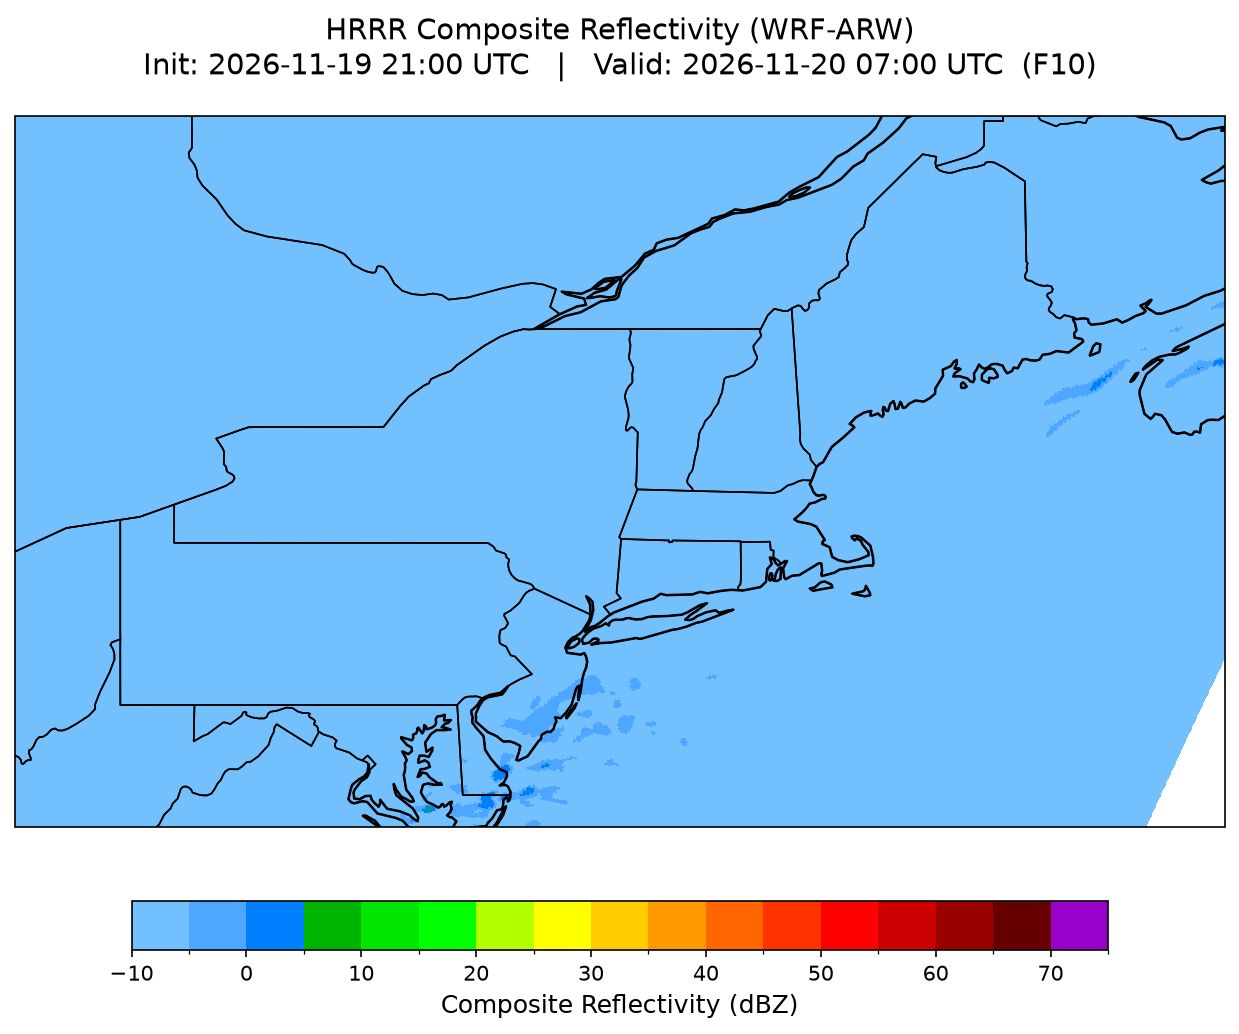 HRRR Composite Reflectivity (WRF-ARW)
Init: 2026-11-19 21:00 UTC   |   Valid: 2026-11-20 07:00 UTC  (F10)
−10 0 10 20 30 40 50 60 70
Composite Reflectivity (dBZ)